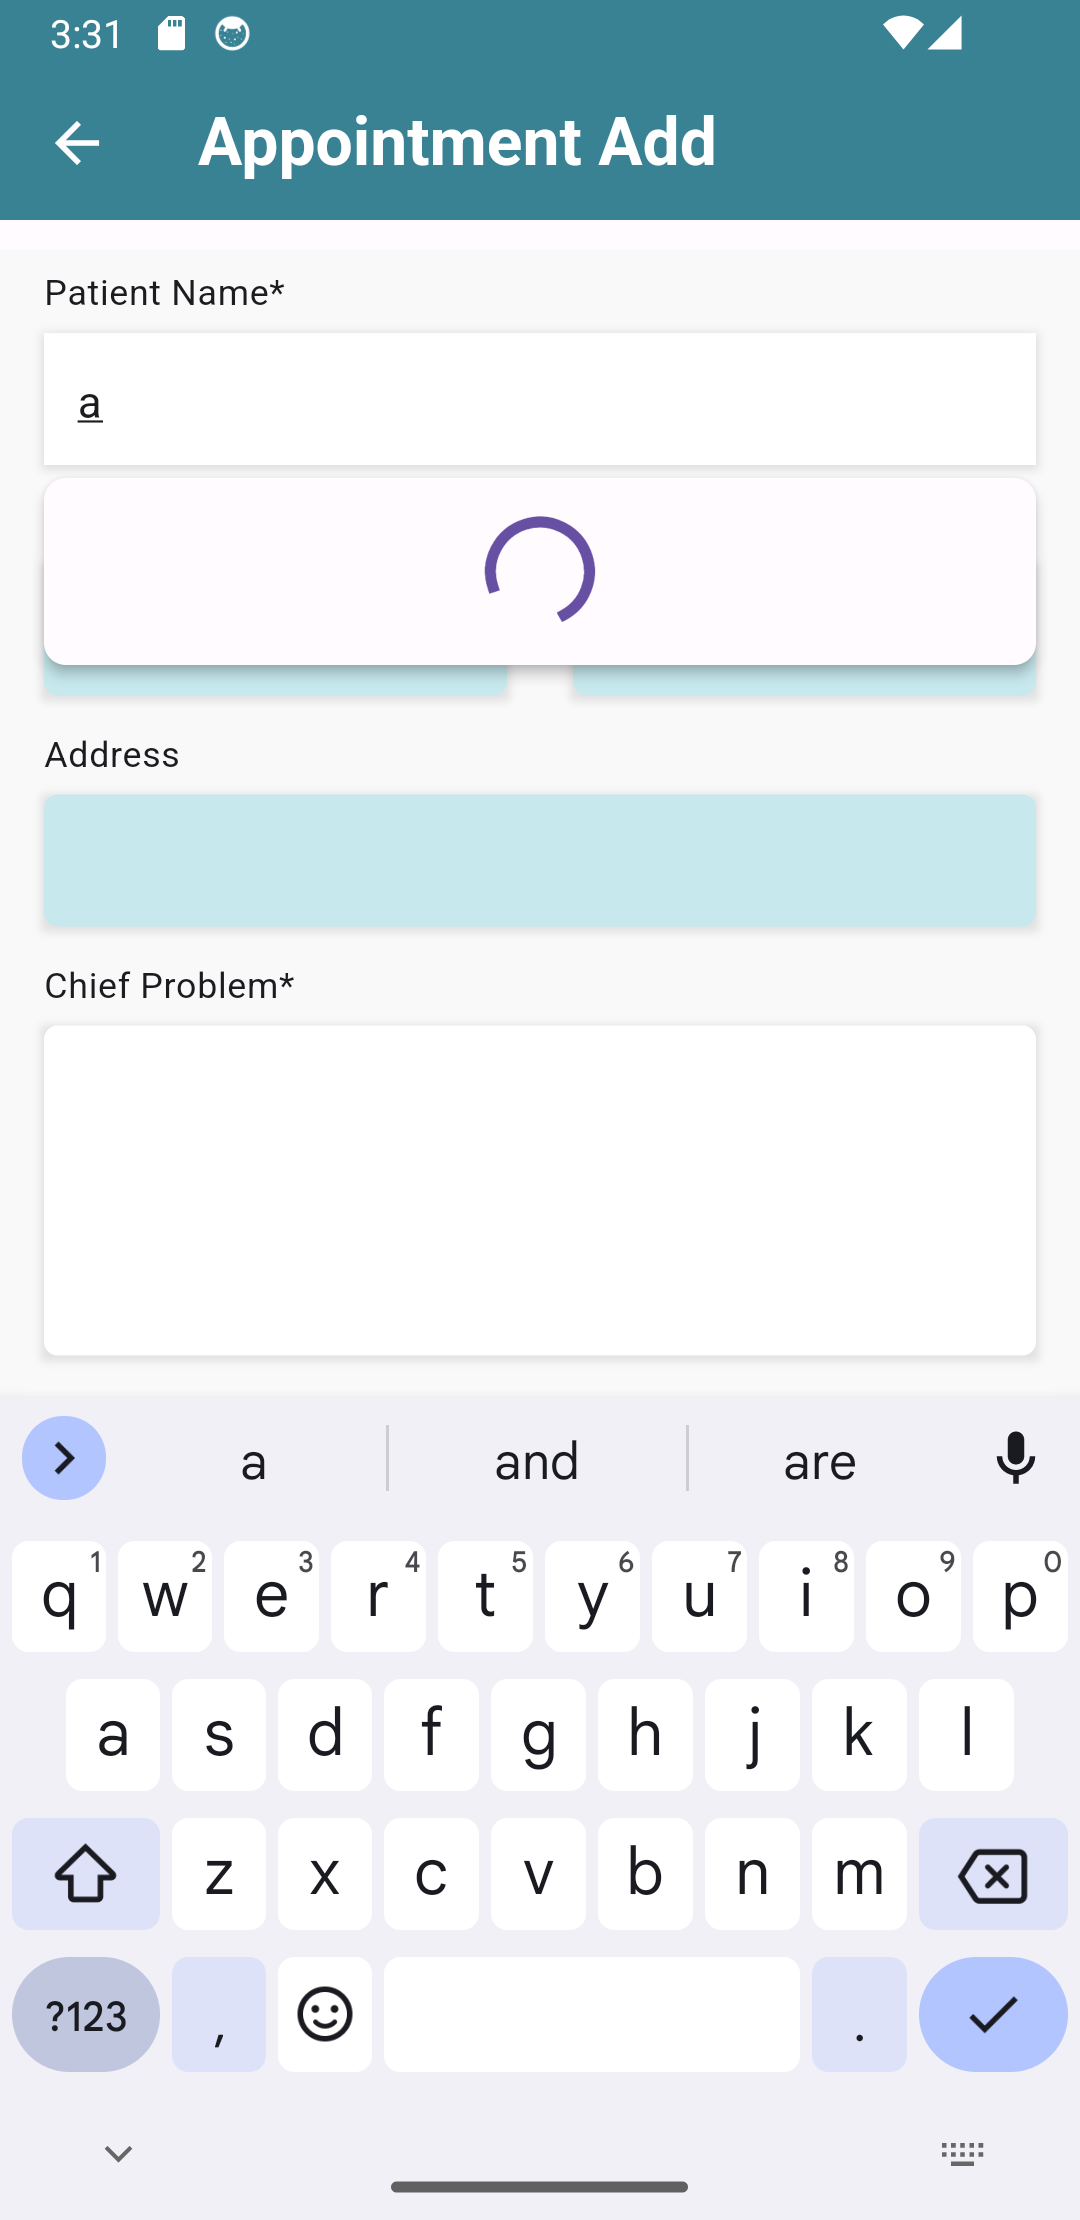 3:31
Appointment Add
Patient Name*
a
Address
Chief Problem*
a and are
q1 w2 e3 r4 t5 y6 u7 i8 o9 p0
a s d f g h j k l
z x c v b n m
?123 , .